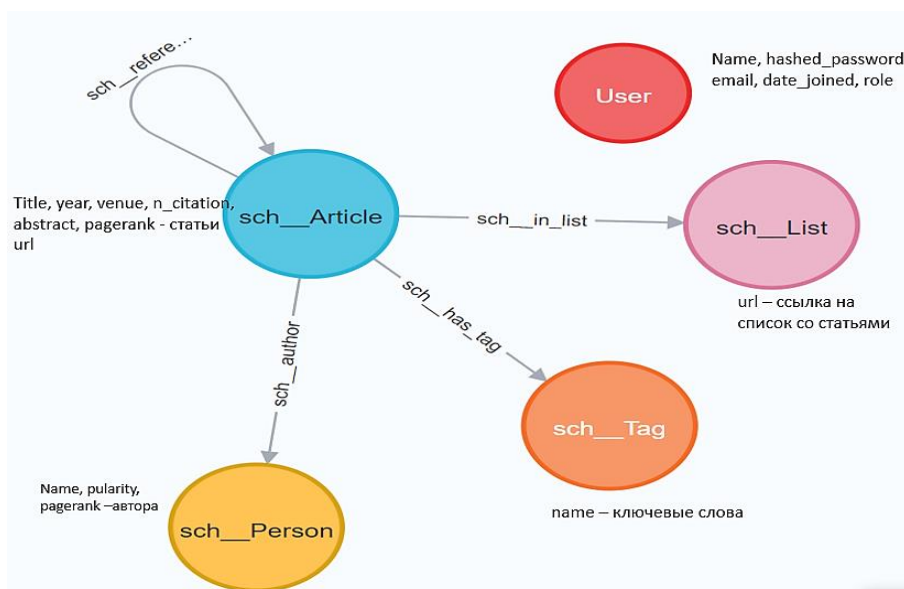 sch__refere...
Name, hashed_password
email, date_joined, role
User
Title, year, venue, n_citation,
abstract, pagerank - статьи
url
sch__Article
sch__in_list
sch__List
url – ссылка на
список со статьями
sch__has_tag
sch__author
sch__Tag
name – ключевые слова
Name, pularity,
pagerank –автора
sch__Person